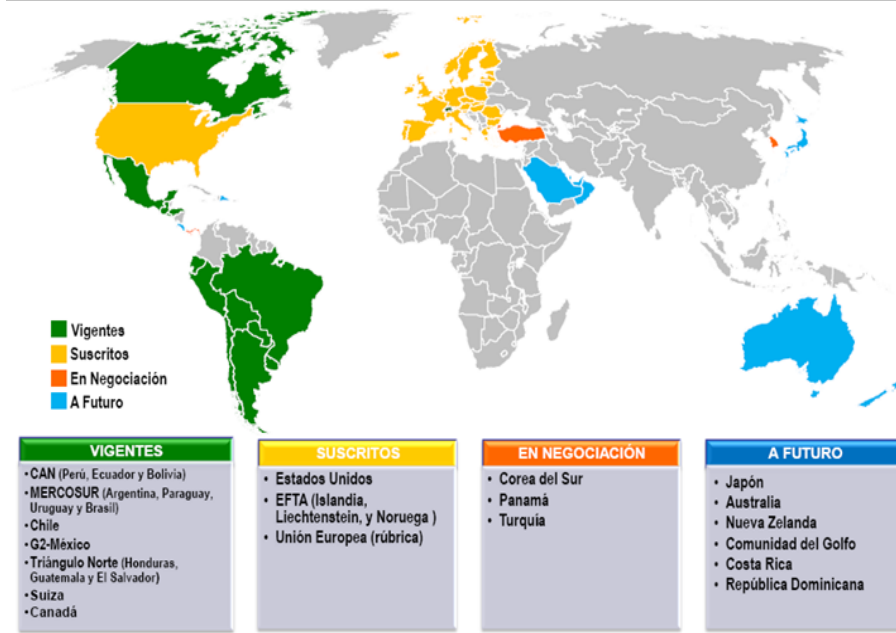 Vigentes
Suscritos
En Negociación
A Futuro
VIGENTES
•CAN (Perú, Ecuador y Bolivia)
•MERCOSUR (Argentina, Paraguay,
Uruguay y Brasil)
•Chile
•G2-México
•Triángulo Norte (Honduras,
Guatemala y El Salvador)
•Suiza
•Canadá
SUSCRITOS
• Estados Unidos
• EFTA (Islandia,
Liechtenstein, y Noruega )
• Unión Europea (rúbrica)
EN NEGOCIACIÓN
• Corea del Sur
• Panamá
• Turquía
A FUTURO
• Japón
• Australia
• Nueva Zelanda
• Comunidad del Golfo
• Costa Rica
• República Dominicana